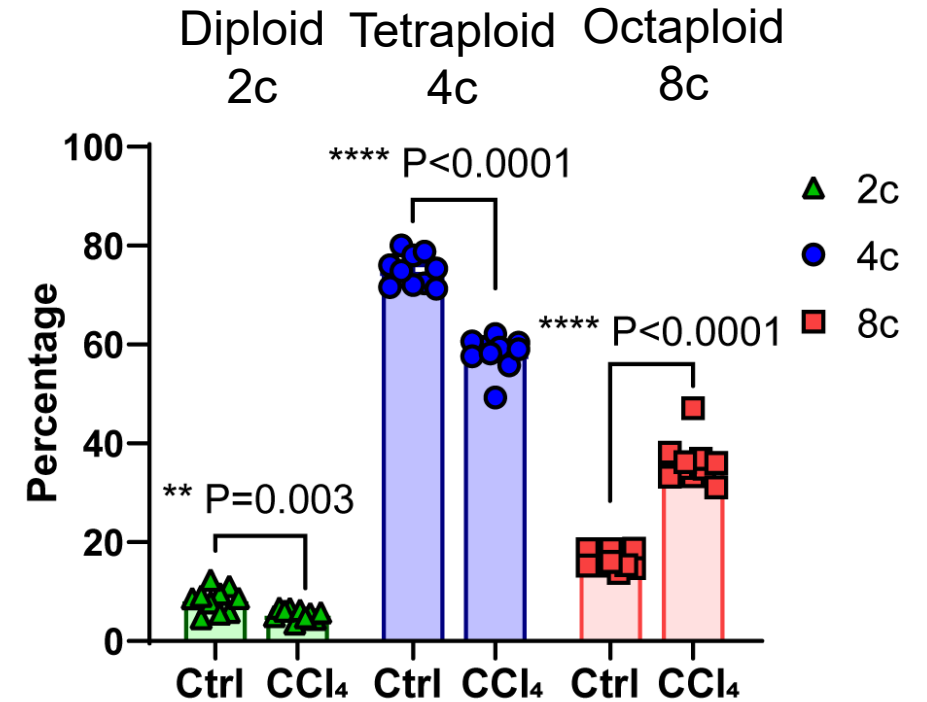 Diploid Tetraploid Octaploid
2c 4c 8c
100
**** P<0.0001
2c
80
4c
**** P<0.0001
8c
60
Percentage
40
** P=0.003
20
0
Ctrl CCl₄ Ctrl CCl₄ Ctrl CCl₄